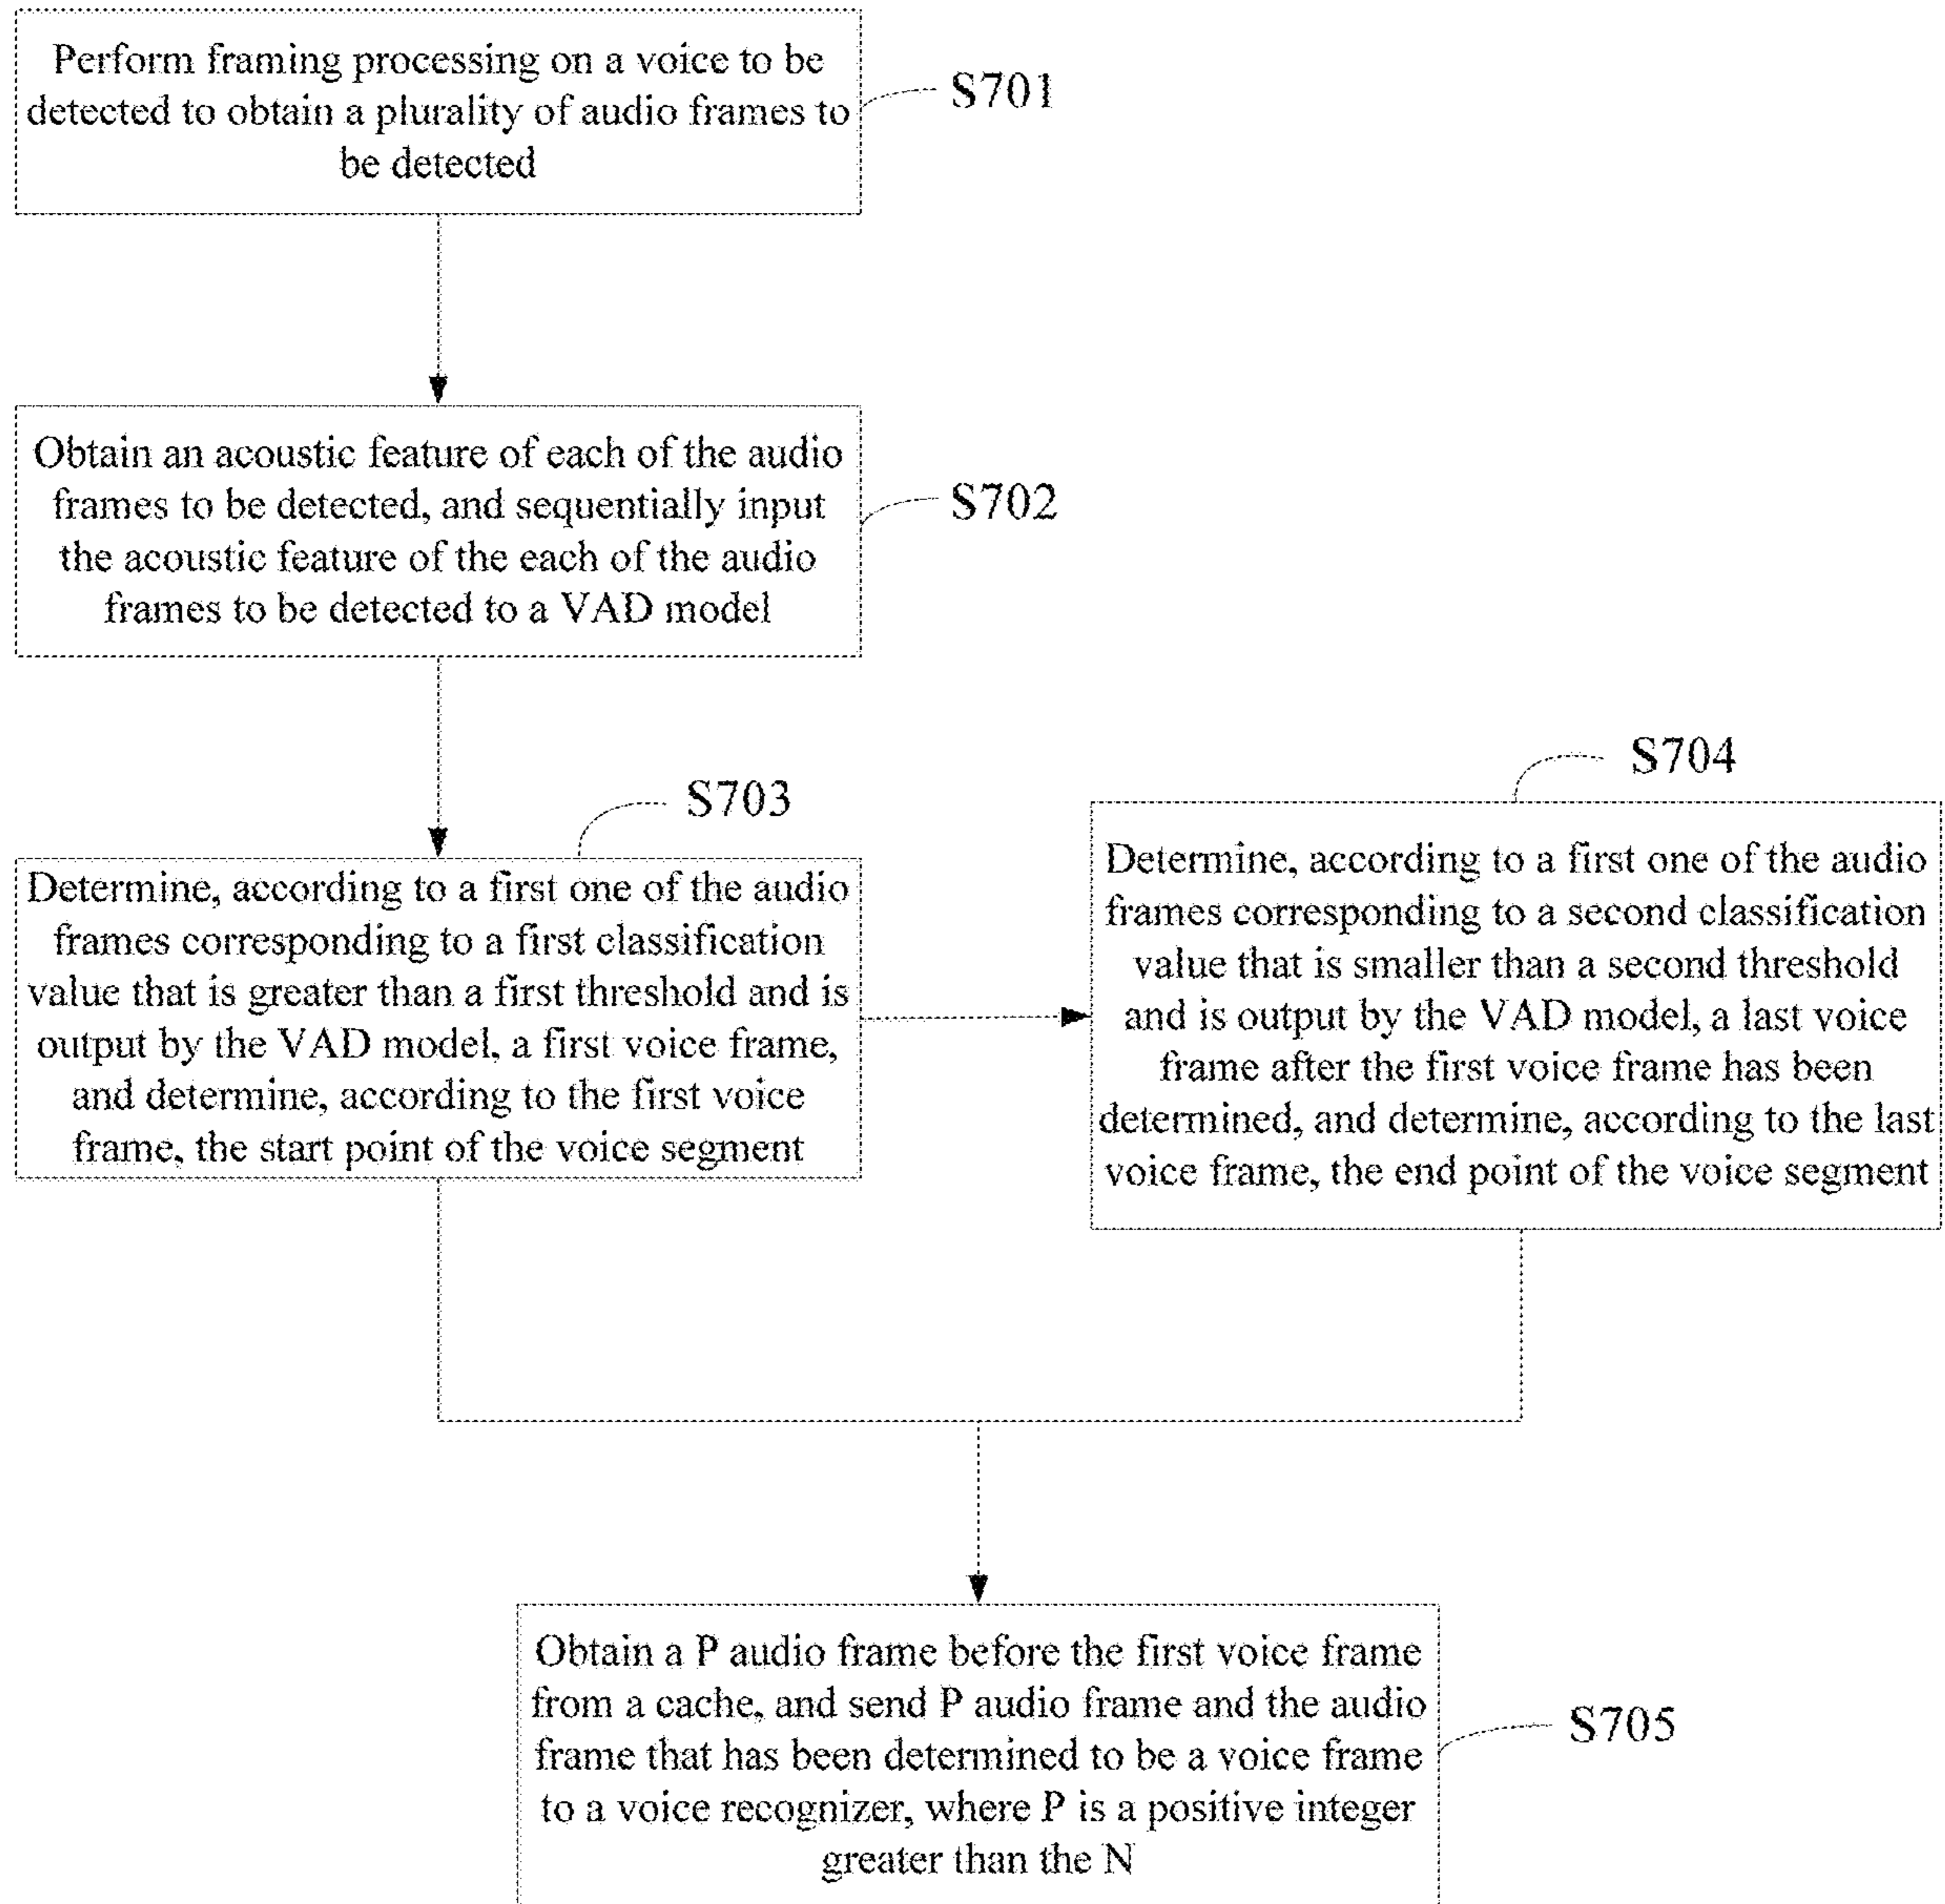 Perform framing processing on a voice to be
detected to obtain a plurality of audio frames to
be detected
S701
Obtain an acoustic feature of each of the audio
frames to be detected, and sequentially input
the acoustic feature of the each of the audio
frames to be detected to a VAD model
S702
S703
Determine, according to a first one of the audio
frames corresponding to a first classification
value that is greater than a first threshold and is
output by the VAD model, a first voice frame,
and determine, according to the first voice
frame, the start point of the voice segment
S704
Determine, according to a first one of the audio
frames corresponding to a second classification
value that is smaller than a second threshold
and is output by the VAD model, a last voice
frame after the first voice frame has been
determined, and determine, according to the last
voice frame, the end point of the voice segment
Obtain a P audio frame before the first voice frame
from a cache, and send P audio frame and the audio
frame that has been determined to be a voice frame
to a voice recognizer, where P is a positive integer
greater than the N
S705